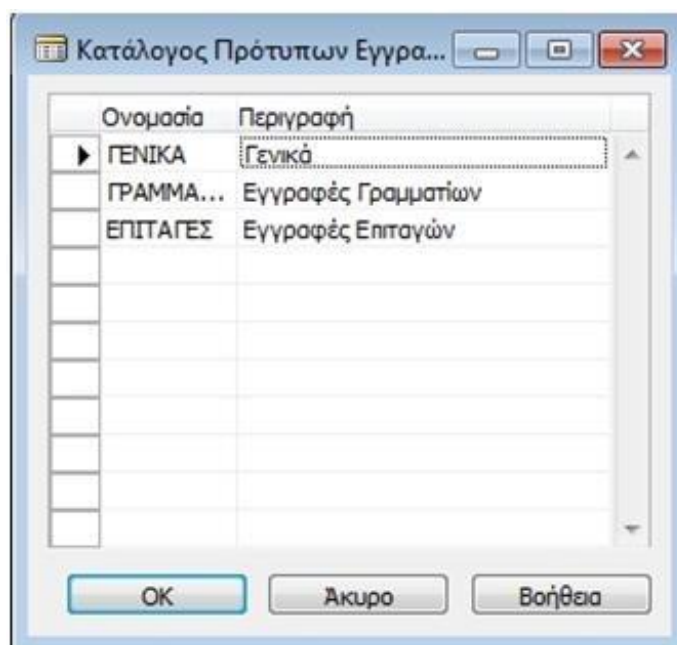 Κατάλογος Πρότυπων Εγγρα...
Ονομασία Περιγραφή
ΓΕΝΙΚΑ Γενικά
ΓΡΑΜΜΑ... Εγγραφές Γραμματίων
ΕΠΙΤΑΓΕΣ Εγγραφές Επιταγών
OK Άκυρο Βοήθεια